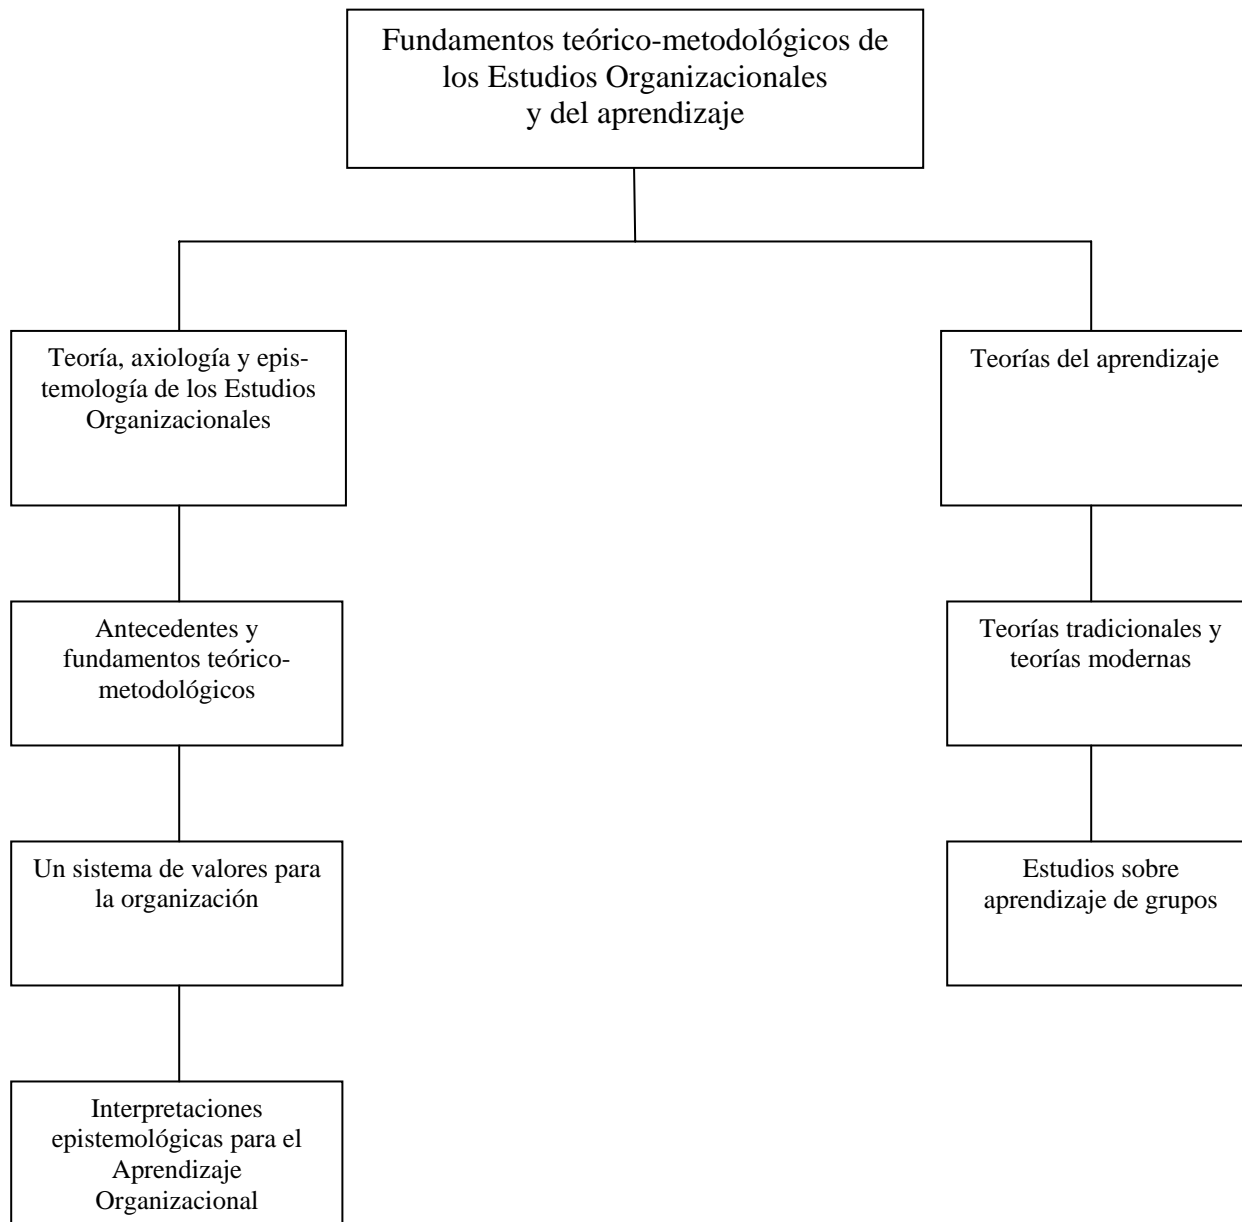 Fundamentos teórico-metodológicos de
los Estudios Organizacionales
y del aprendizaje
Teoría, axiología y epis-
temología de los Estudios
Organizacionales
Teorías del aprendizaje
Antecedentes y
fundamentos teórico-
metodológicos
Teorías tradicionales y
teorías modernas
Un sistema de valores para
la organización
Estudios sobre
aprendizaje de grupos
Interpretaciones
epistemológicas para el
Aprendizaje
Organizacional